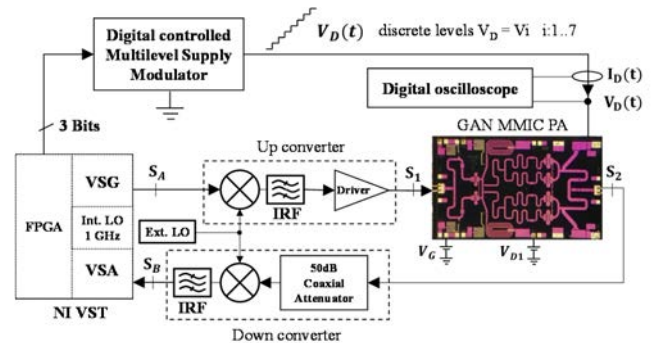 Digital controlled
Multilevel Supply
Modulator
V_D(t) discrete levels V_D = Vi i:1..7
Digital oscilloscope
I_D(t)
V_D(t)
GAN MMIC PA
3 Bits
Up converter
VSG
S_A
IRF
Driver
S_1
S_2
FPGA
Int. LO
1 GHz
Ext. LO
V_G
V_D1
VSA
S_B
IRF
50dB
Coaxial
Attenuator
NI VST
Down converter